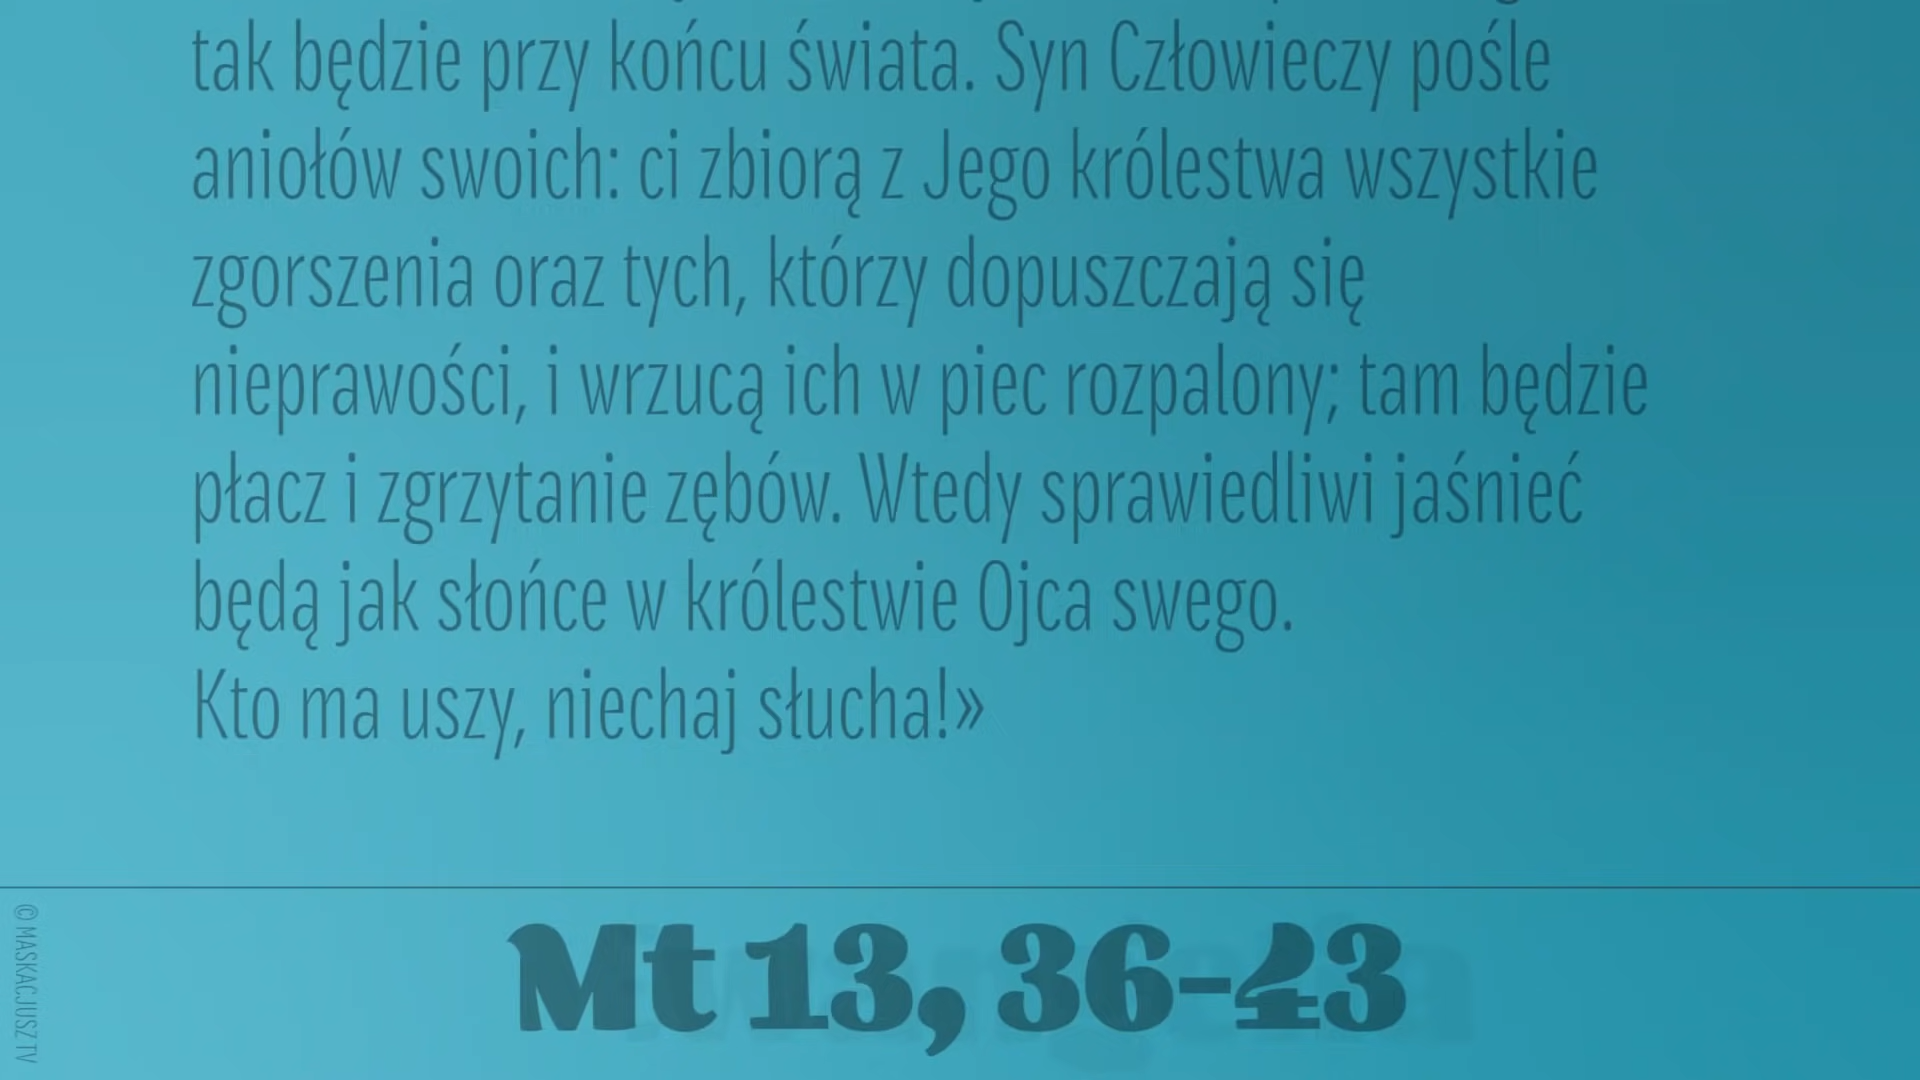 tak będzie przy końcu świata. Syn Człowieczy pośle
aniołów swoich: ci zbiorą z Jego królestwa wszystkie
zgorszenia oraz tych, którzy dopuszczają się
nieprawości, i wrzucą ich w piec rozpalony; tam będzie
płacz i zgrzytanie zębów. Wtedy sprawiedliwi jaśnieć
będą jak słońce w królestwie Ojca swego.
Kto ma uszy, niechaj słucha!»
Mt 13, 36-43
© MASKACJUSZ TV